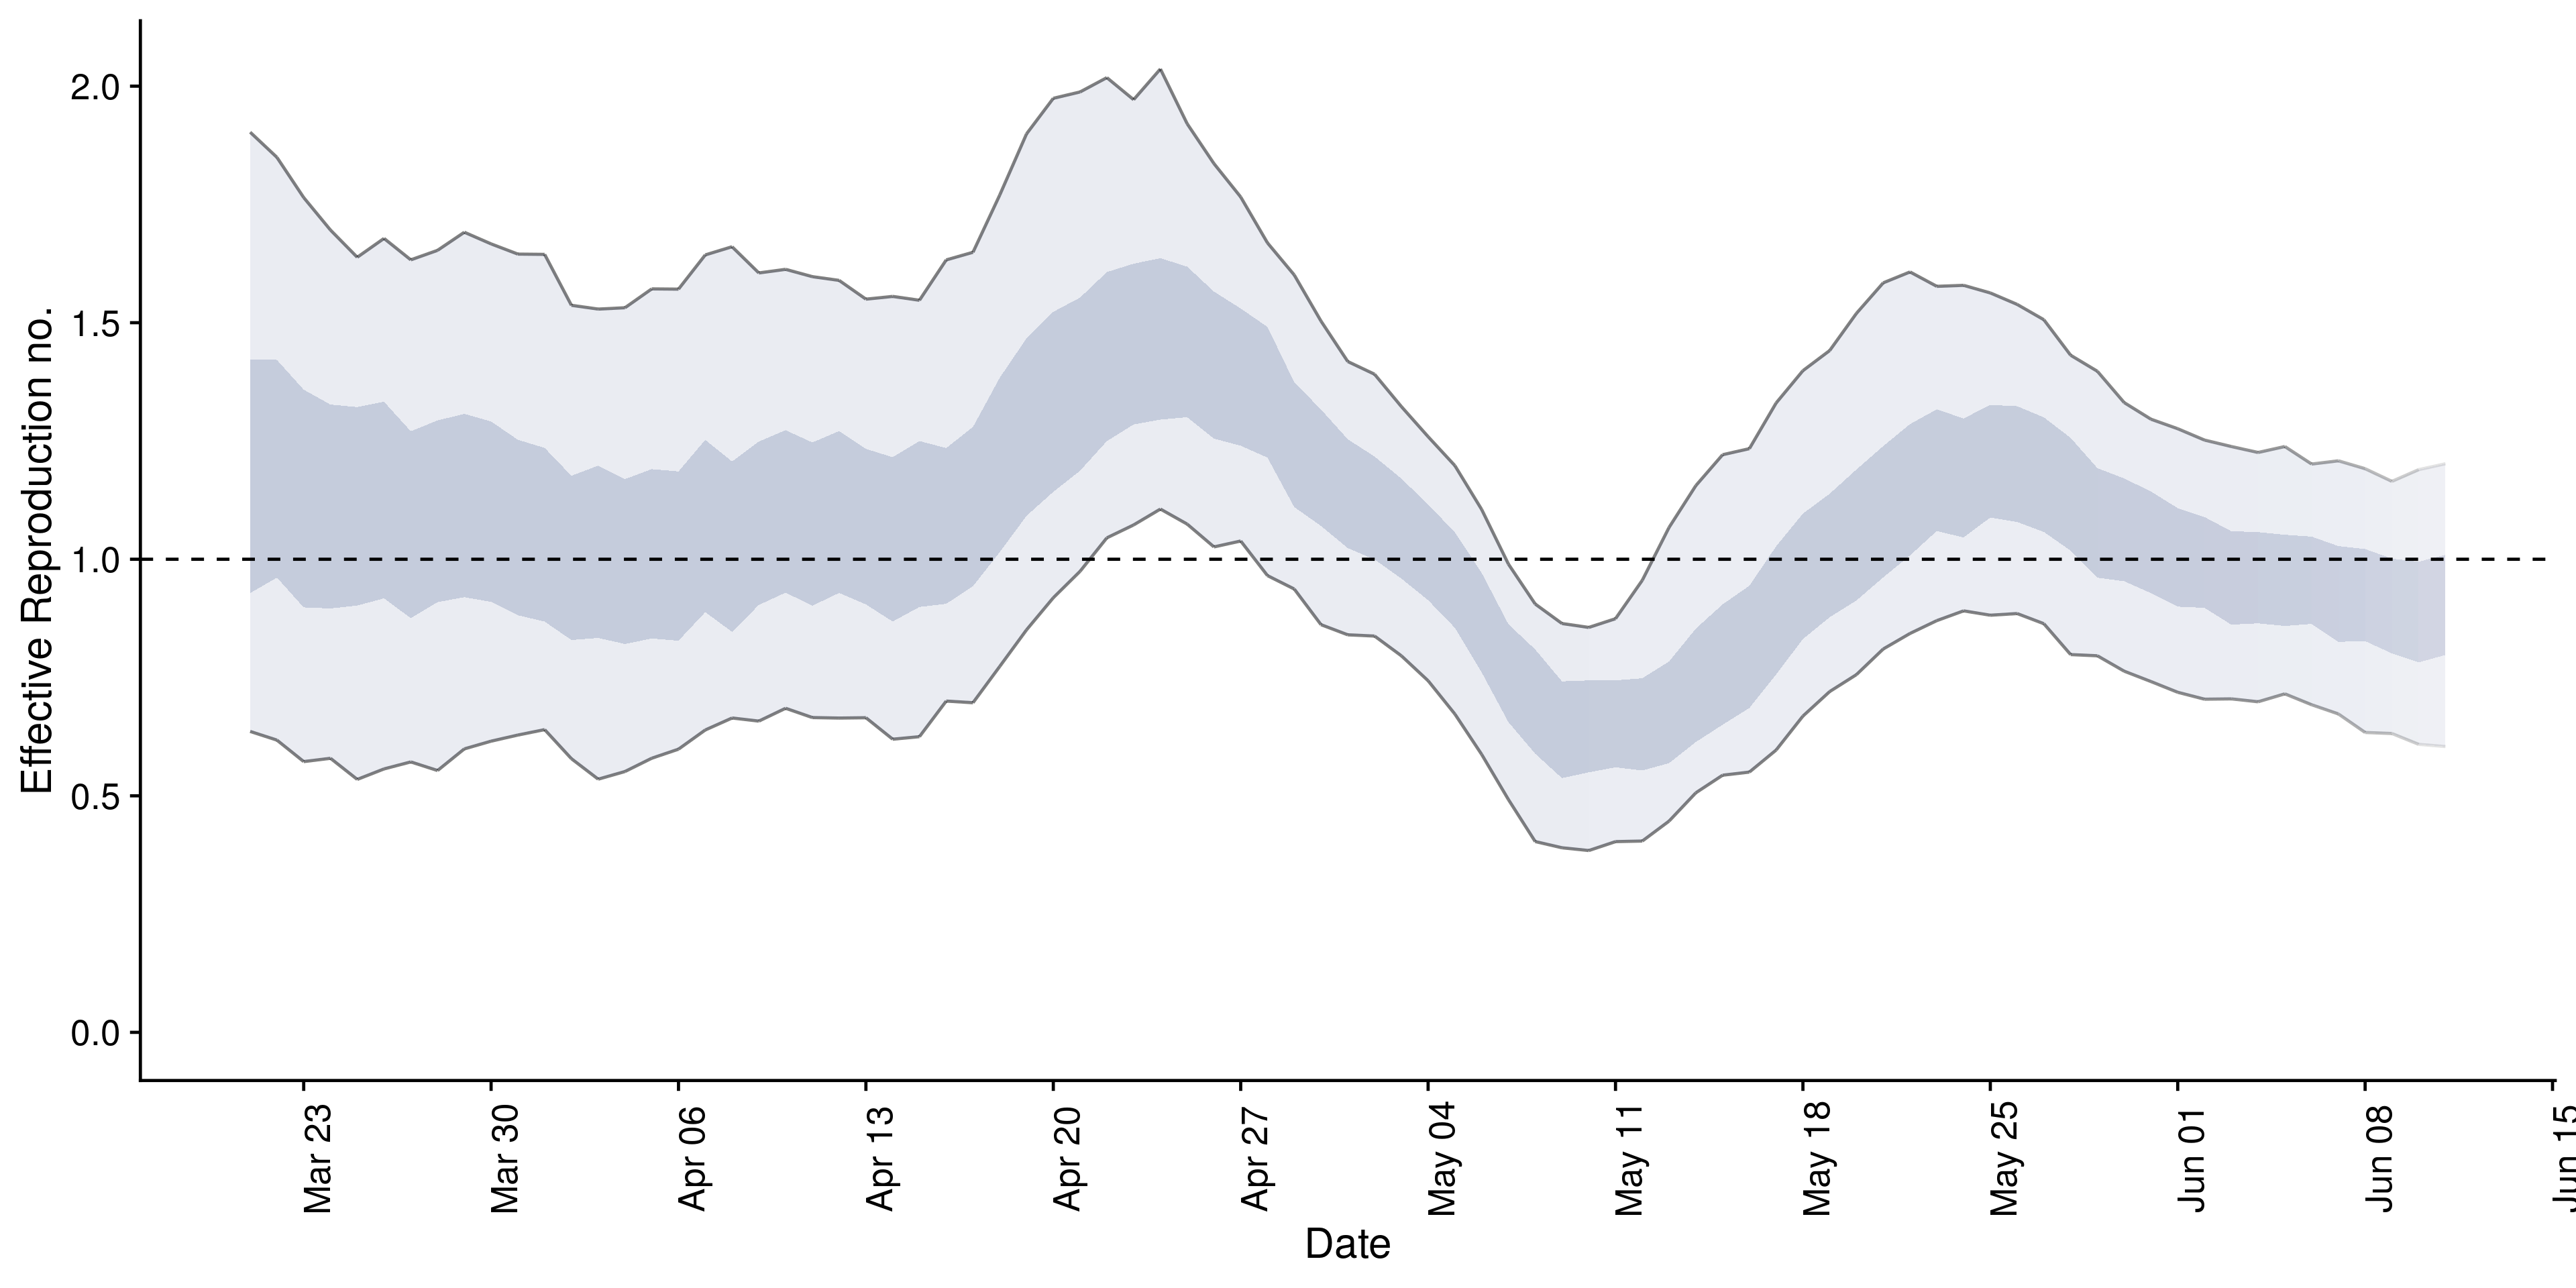 Effective Reproduction no.
2.0
1.5
1.0
0.5
0.0
Mar 23
Mar 30
Apr 06
Apr 13
Apr 20
Apr 27
May 04
May 11
May 18
May 25
Jun 01
Jun 08
Jun 15
Date